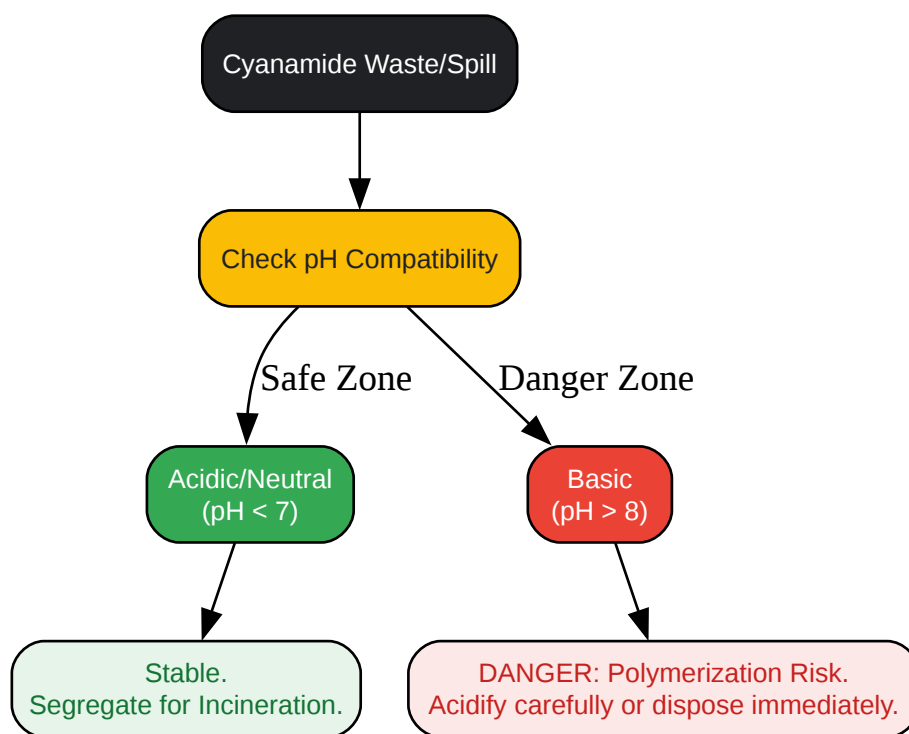 Cyanamide Waste/Spill
Check pH Compatibility
Safe Zone
Danger Zone
Acidic/Neutral
(pH < 7)
Basic
(pH > 8)
Stable.
Segregate for Incineration.
DANGER: Polymerization Risk.
Acidify carefully or dispose immediately.